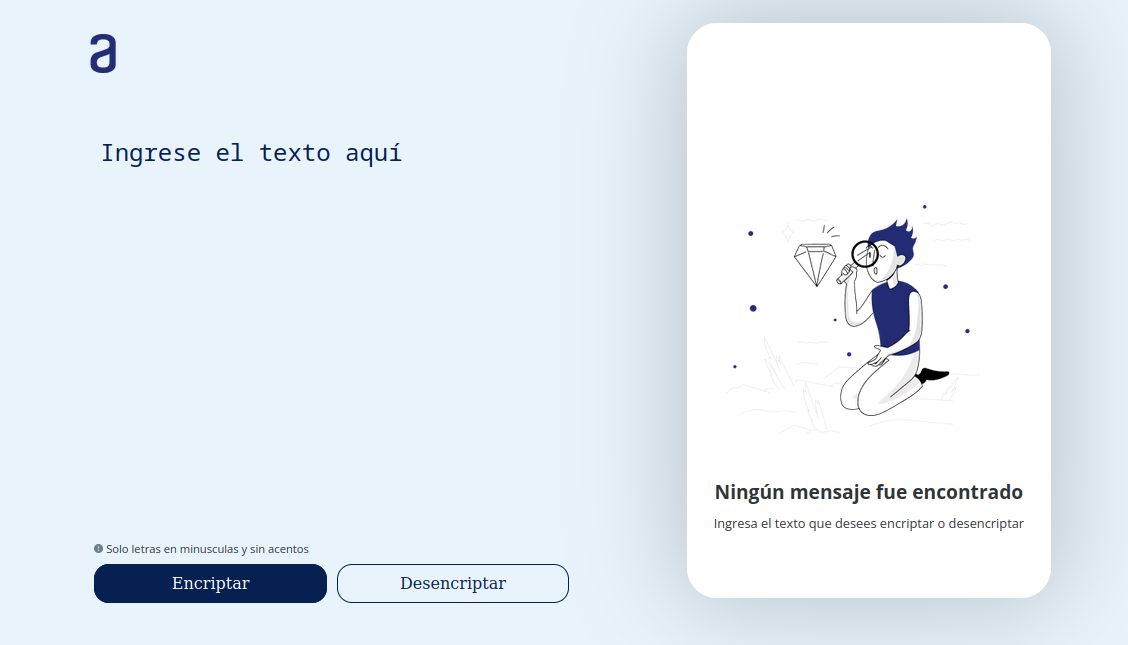 a
Ingrese el texto aquí
Solo letras en minusculas y sin acentos
Encriptar
Desencriptar
Ningún mensaje fue encontrado
Ingresa el texto que desees encriptar o desencriptar